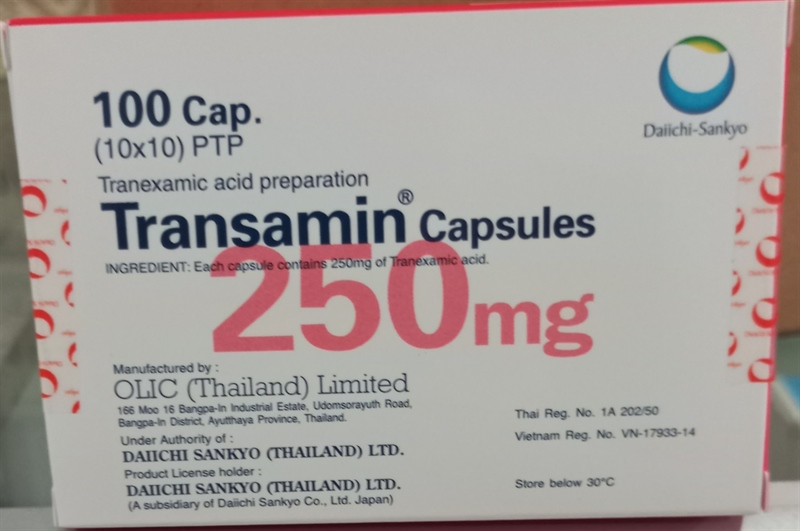 100 Cap.
(10x10) PTP
Daiichi-Sankyo
Tranexamic acid preparation
Transamin® Capsules
INGREDIENT: Each capsule contains 250mg of Tranexamic acid.
250mg
Manufactured by :
OLIC (Thailand) Limited
166 Moo 16 Bangpa-In Industrial Estate, Udomsorayuth Road,
Bangpa-In District, Ayutthaya Province, Thailand.
Under Authority of :
DAIICHI SANKYO (THAILAND) LTD.
Product License holder :
DAIICHI SANKYO (THAILAND) LTD.
(A subsidiary of Daiichi Sankyo Co., Ltd. Japan)
Thai Reg. No. 1A 202/50
Vietnam Reg. No. VN-17933-14
Store below 30°C